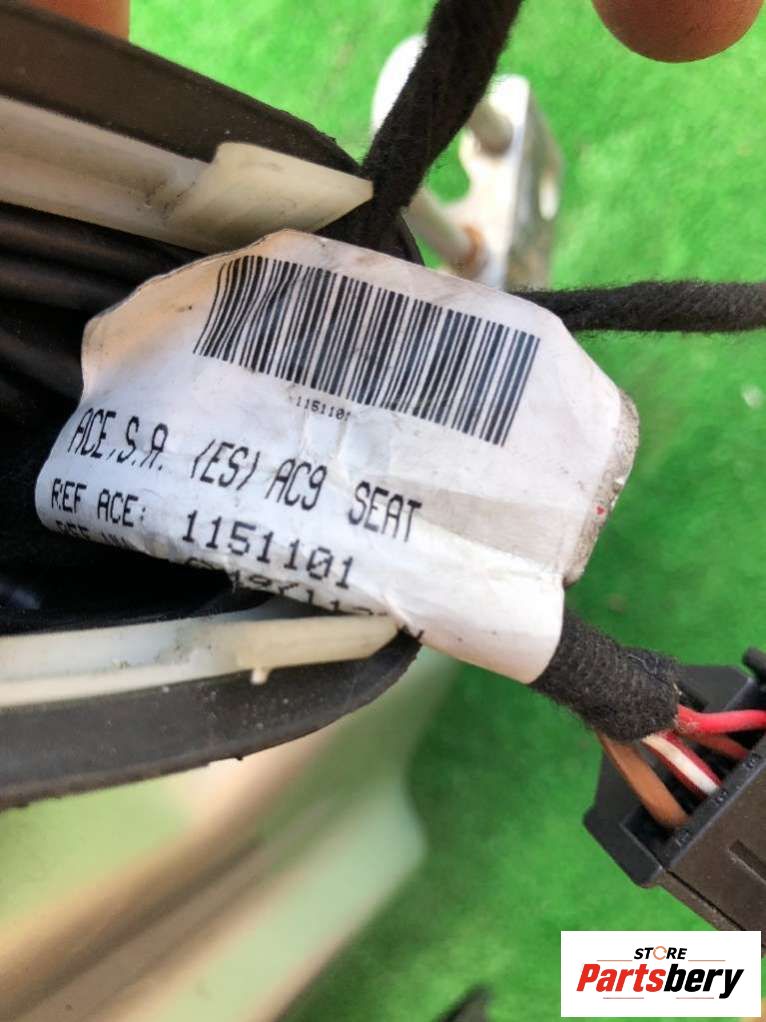 1151101
ACE,S.A. (ES) AC9 SEAT
REF ACE: 1151101
STORE
Partsbery